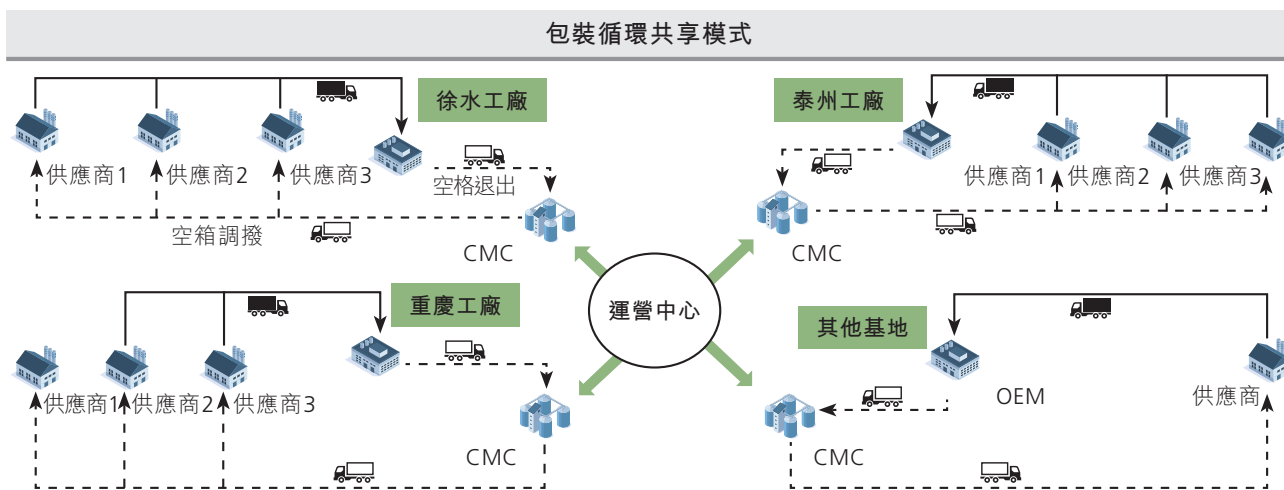 包裝循環共享模式
徐水工廠
供應商1
供應商2
供應商3
空格退出
空箱調撥
CMC
泰州工廠
供應商1
供應商2
供應商3
CMC
運營中心
重慶工廠
供應商1
供應商2
供應商3
CMC
其他基地
OEM
供應商
CMC